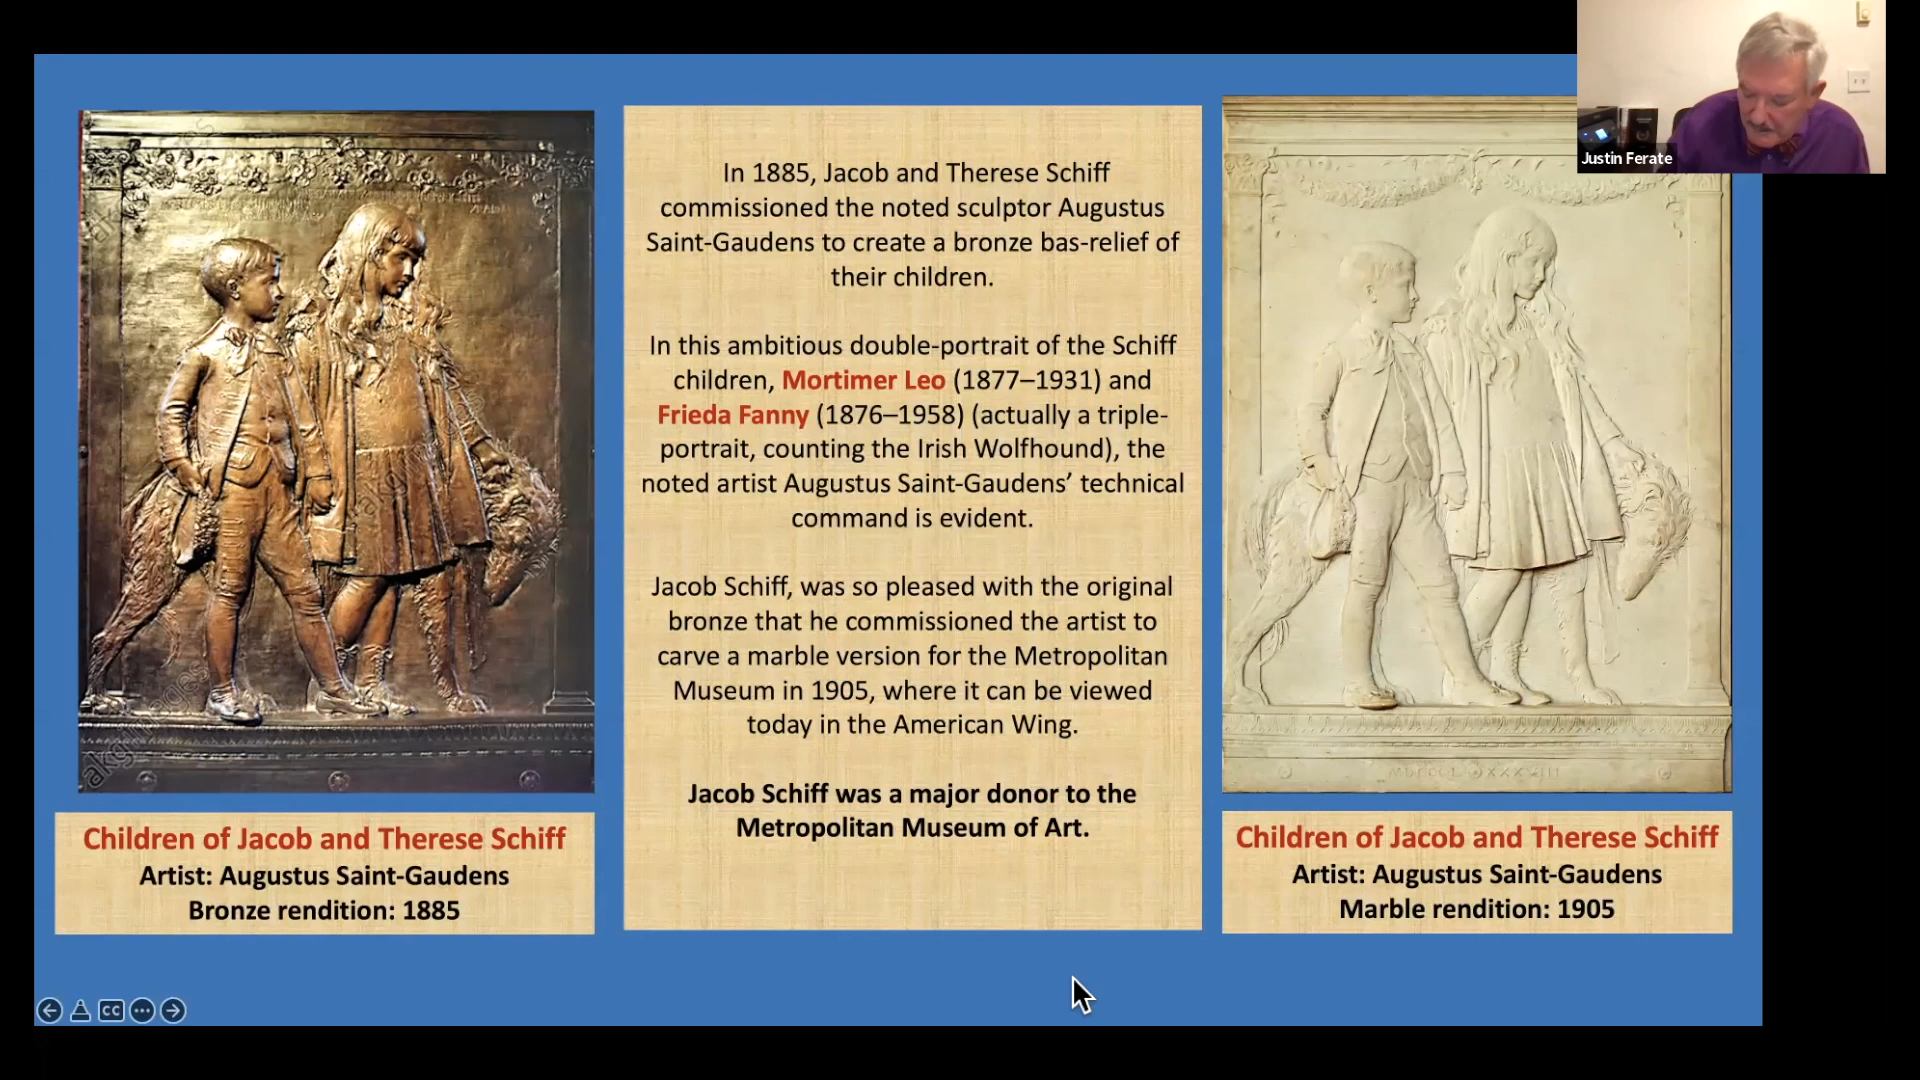 Justin Ferate
In 1885, Jacob and Therese Schiff
commissioned the noted sculptor Augustus
Saint-Gaudens to create a bronze bas-relief of
their children.
In this ambitious double-portrait of the Schiff
children, Mortimer Leo (1877–1931) and
Frieda Fanny (1876–1958) (actually a triple-
portrait, counting the Irish Wolfhound), the
noted artist Augustus Saint-Gaudens’ technical
command is evident.
Jacob Schiff, was so pleased with the original
bronze that he commissioned the artist to
carve a marble version for the Metropolitan
Museum in 1905, where it can be viewed
today in the American Wing.
Jacob Schiff was a major donor to the
Metropolitan Museum of Art.
Children of Jacob and Therese Schiff
Artist: Augustus Saint-Gaudens
Bronze rendition: 1885
Children of Jacob and Therese Schiff
Artist: Augustus Saint-Gaudens
Marble rendition: 1905
CC